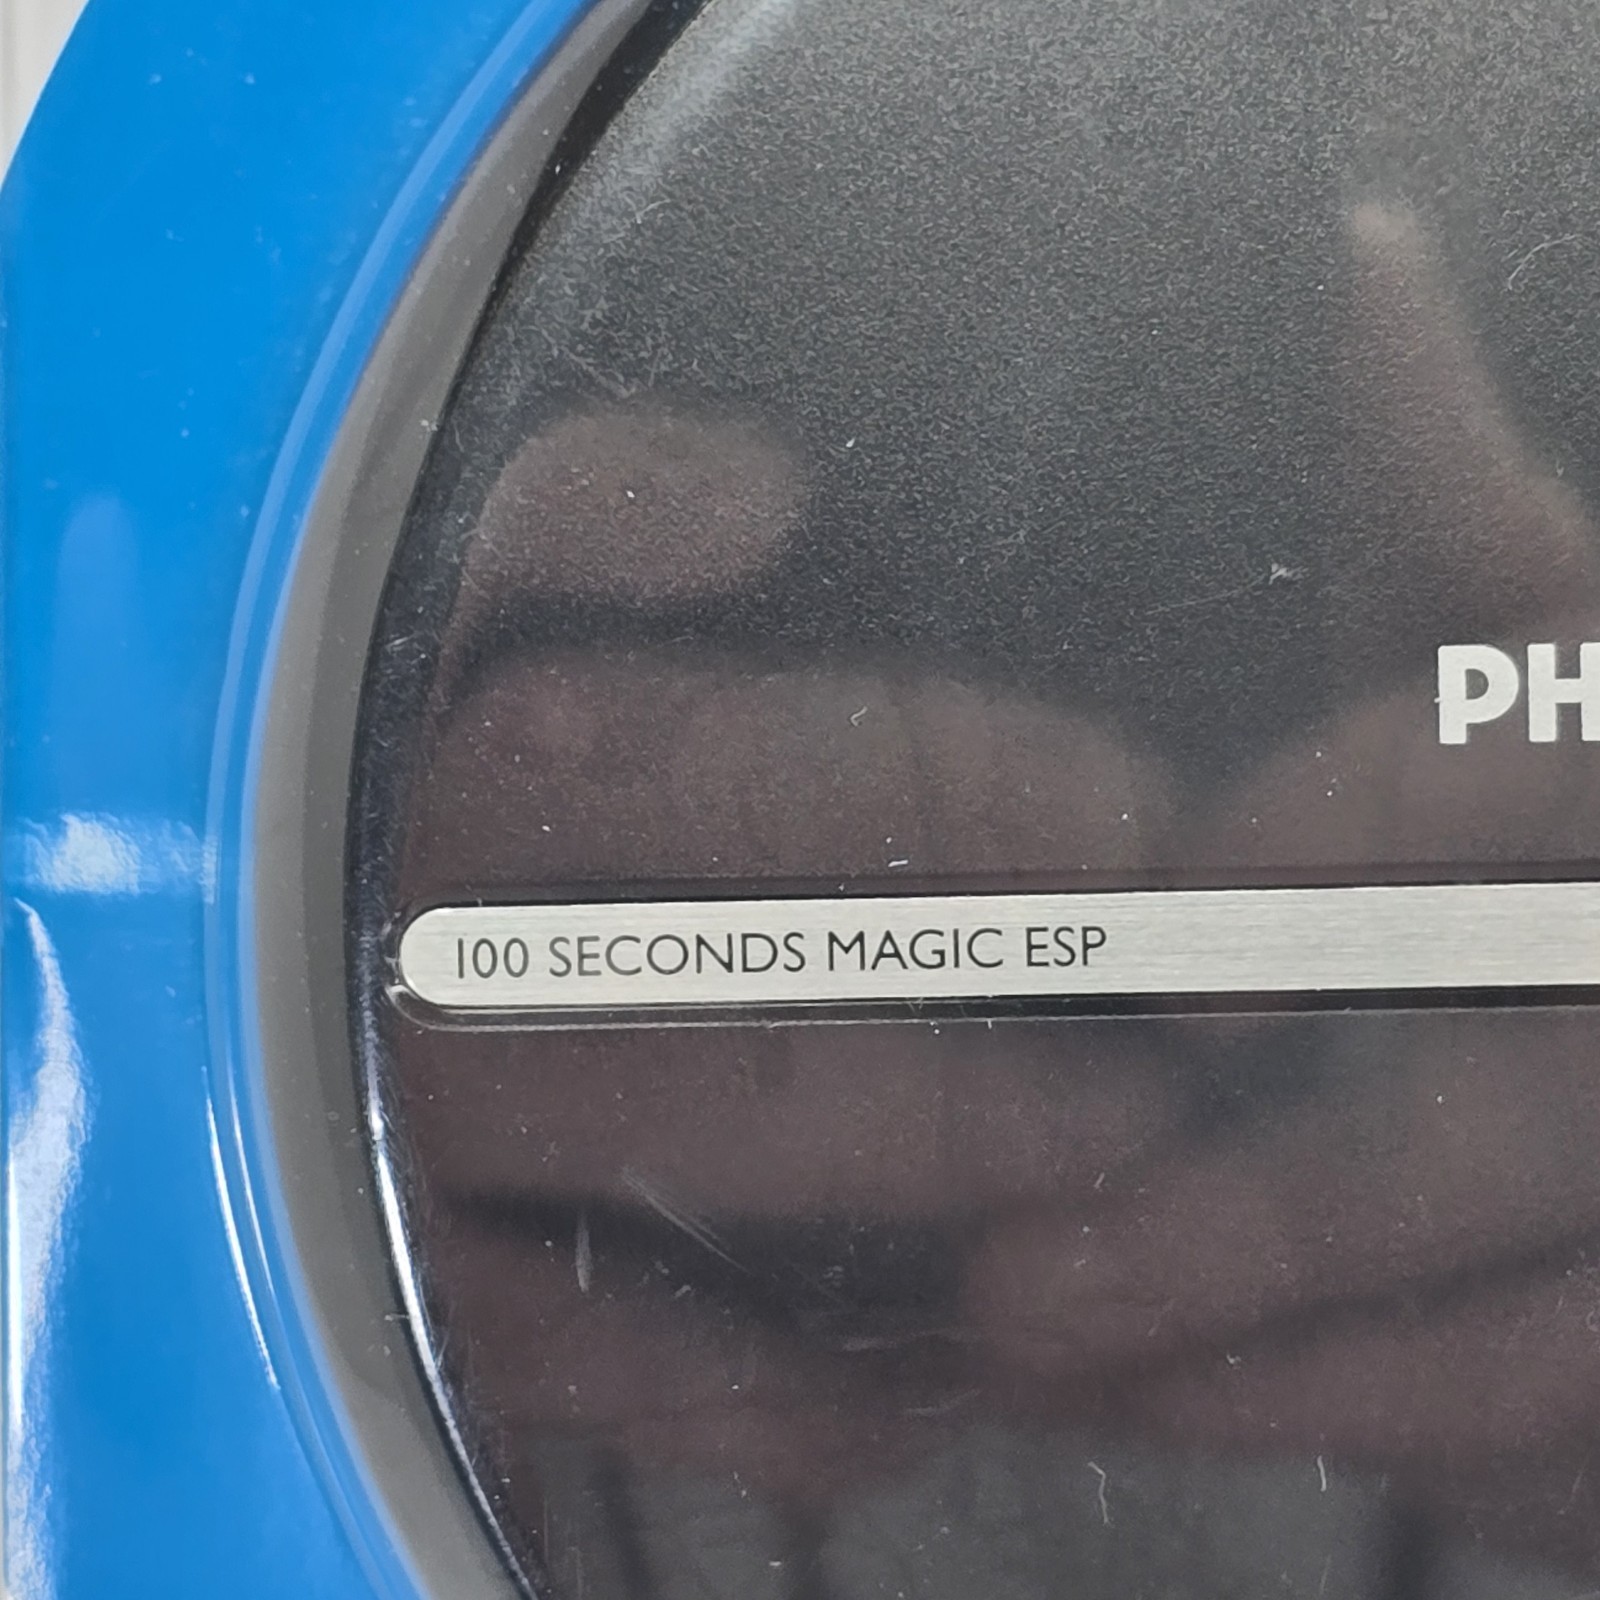 PH
100 SECONDS MAGIC ESP